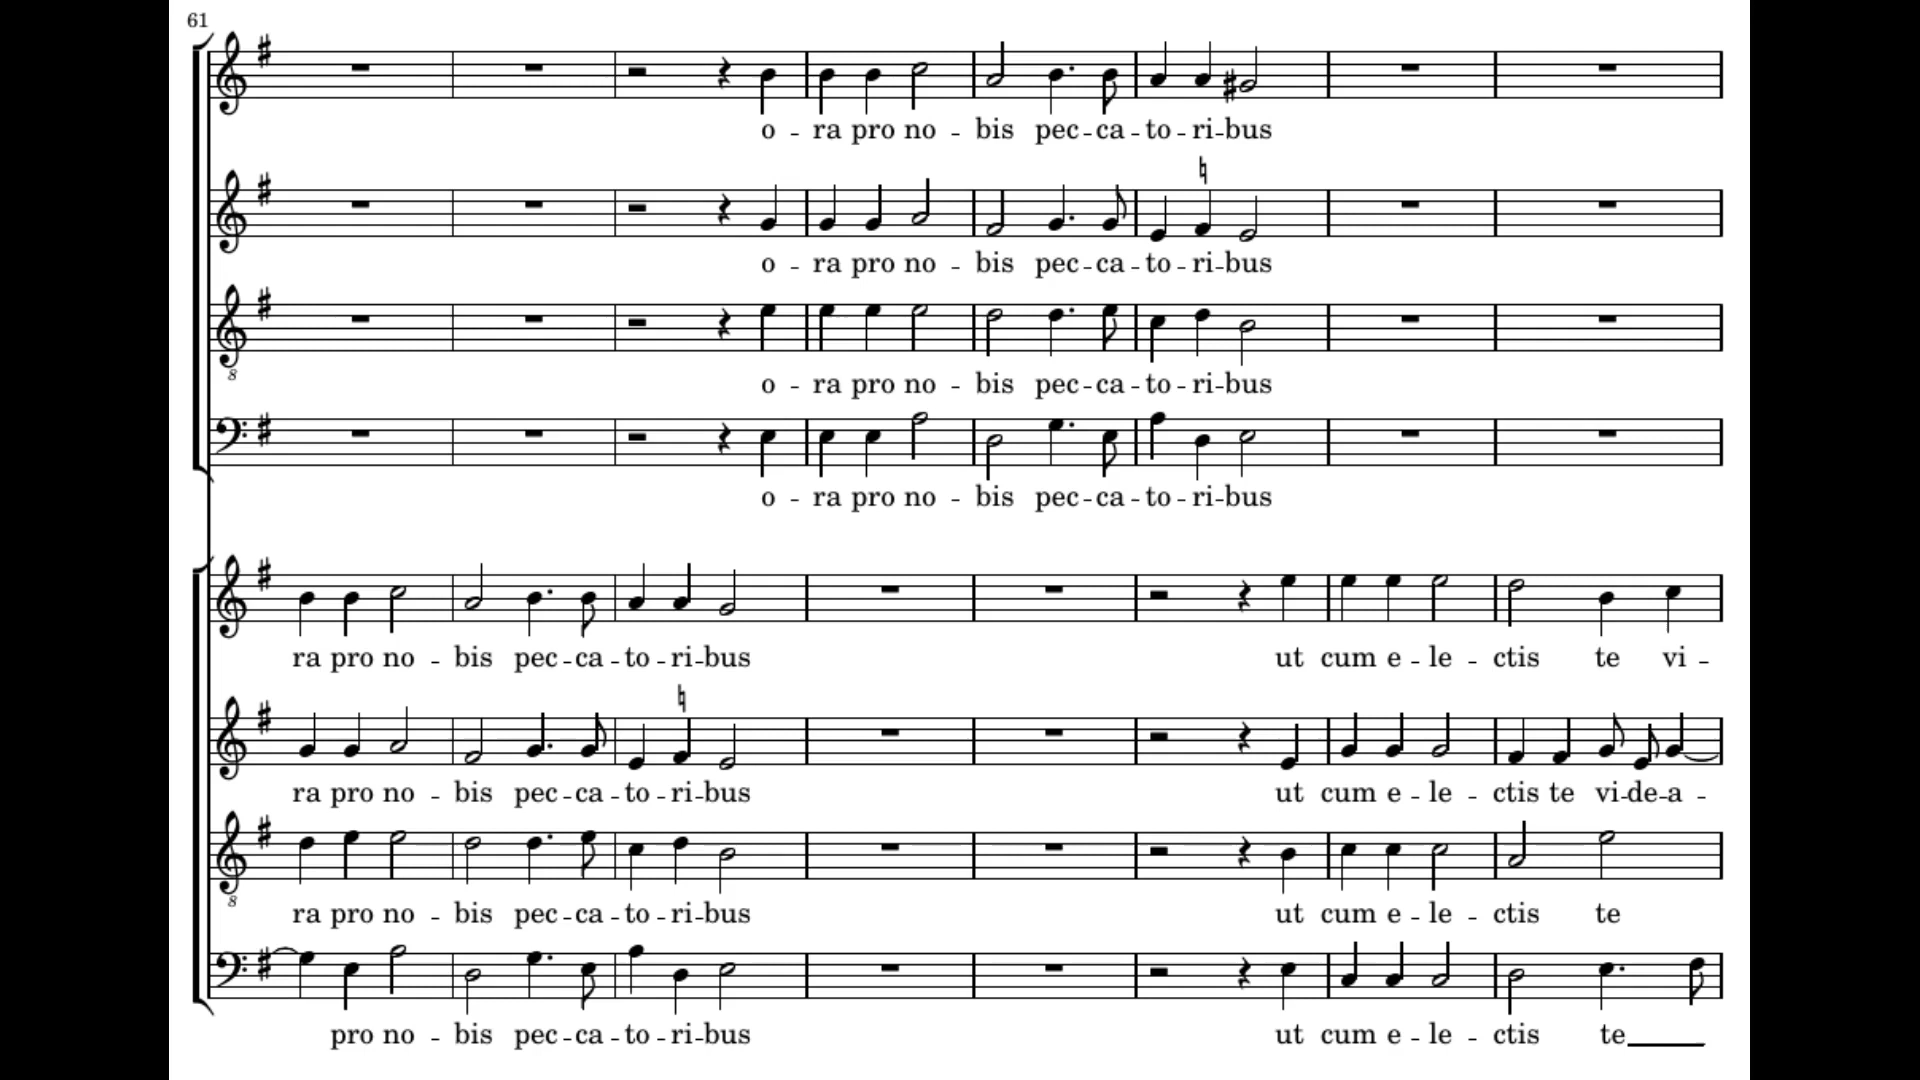 61
o - ra pro no - bis pec - ca - to - ri - bus
o - ra pro no - bis pec - ca - to - ri - bus
8
o - ra pro no - bis pec - ca - to - ri - bus
o - ra pro no - bis pec - ca - to - ri - bus
ra pro no - bis pec - ca - to - ri - bus ut cum e - le - ctis te vi -
ra pro no - bis pec - ca - to - ri - bus ut cum e - le - ctis te vi - de - a -
8
ra pro no - bis pec - ca - to - ri - bus ut cum e - le - ctis te
pro no - bis pec - ca - to - ri - bus ut cum e - le - ctis te